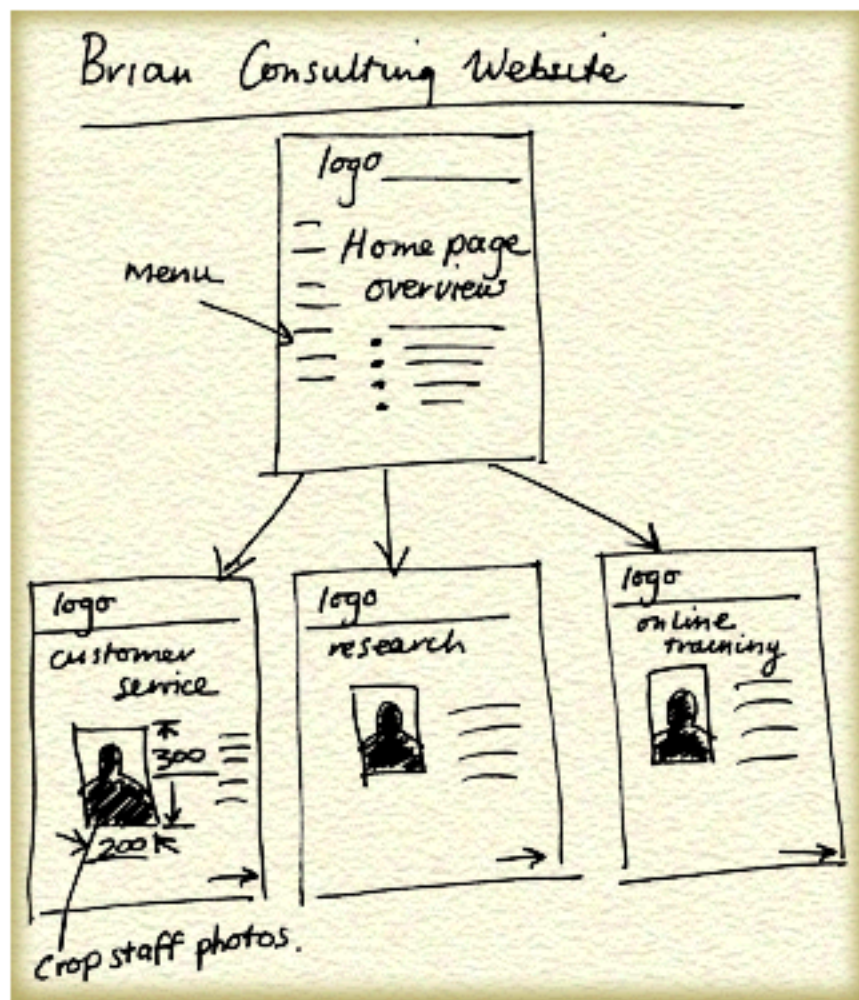 Brian Consulting Website
logo
Home page
overview
menu
logo
customer
service
300
200
logo
research
logo
online
training
Crop staff photos.